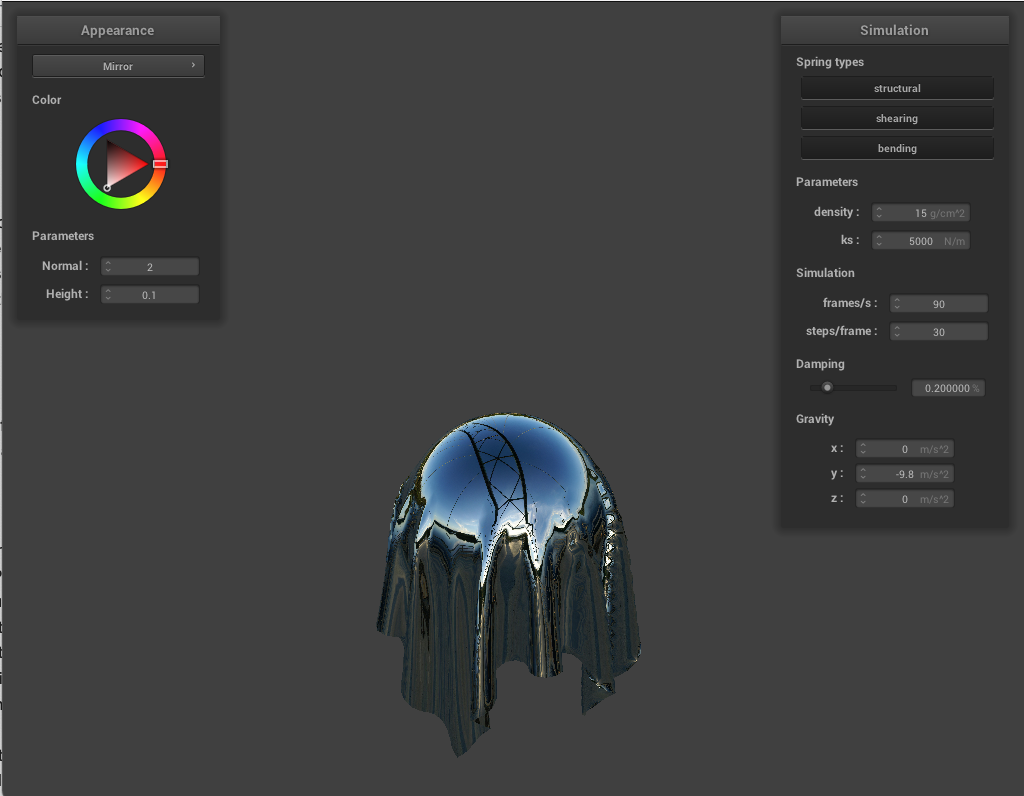 Appearance
Mirror
Color
Parameters
Normal : 2
Height : 0.1
Simulation
Spring types
structural
shearing
bending
Parameters
density : 15 g/cm^2
ks : 5000 N/m
Simulation
frames/s : 90
steps/frame : 30
Damping
0.200000 %
Gravity
x : 0 m/s^2
y : -9.8 m/s^2
z : 0 m/s^2